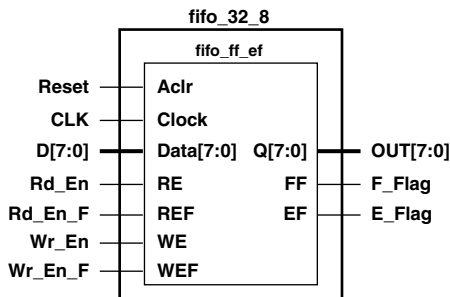 fifo_32_8
fifo_ff_ef
Reset Aclr
CLK Clock
D[7:0] Data[7:0] Q[7:0] OUT[7:0]
Rd_En RE FF F_Flag
Rd_En_F REF EF E_Flag
Wr_En WE
Wr_En_F WEF